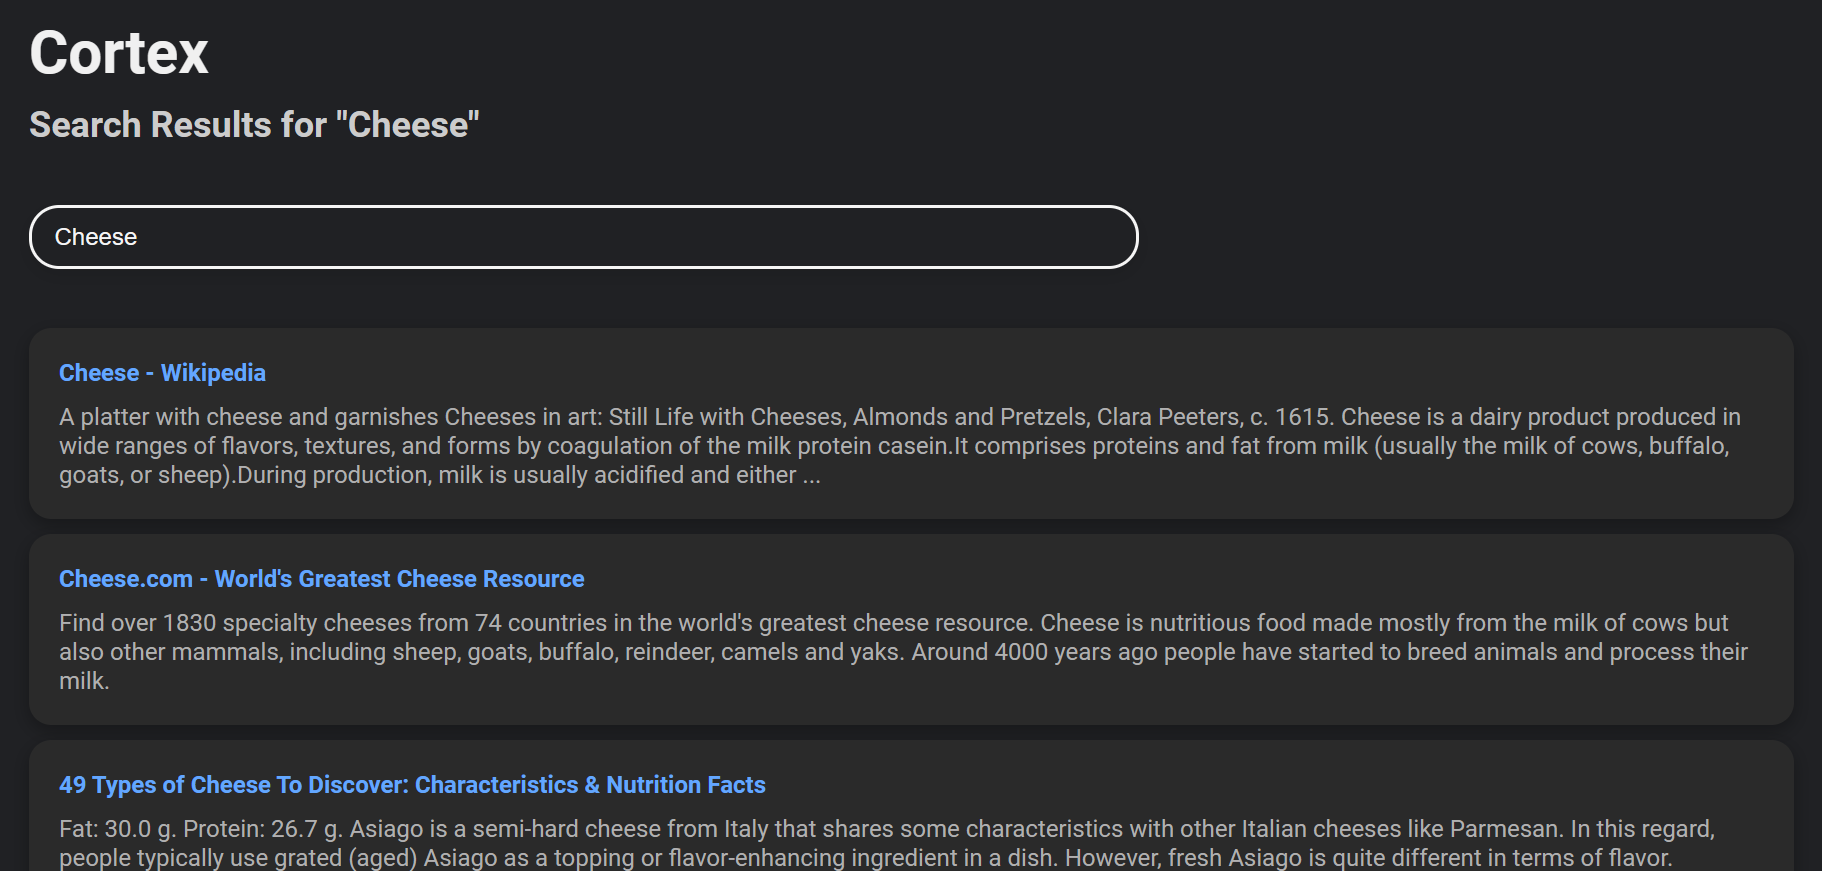 Cortex
Search Results for "Cheese"
Cheese
Cheese - Wikipedia
A platter with cheese and garnishes Cheeses in art: Still Life with Cheeses, Almonds and Pretzels, Clara Peeters, c. 1615. Cheese is a dairy product produced in
wide ranges of flavors, textures, and forms by coagulation of the milk protein casein.It comprises proteins and fat from milk (usually the milk of cows, buffalo,
goats, or sheep).During production, milk is usually acidified and either ...
Cheese.com - World's Greatest Cheese Resource
Find over 1830 specialty cheeses from 74 countries in the world's greatest cheese resource. Cheese is nutritious food made mostly from the milk of cows but
also other mammals, including sheep, goats, buffalo, reindeer, camels and yaks. Around 4000 years ago people have started to breed animals and process their
milk.
49 Types of Cheese To Discover: Characteristics & Nutrition Facts
Fat: 30.0 g. Protein: 26.7 g. Asiago is a semi-hard cheese from Italy that shares some characteristics with other Italian cheeses like Parmesan. In this regard,
people typically use grated (aged) Asiago as a topping or flavor-enhancing ingredient in a dish. However, fresh Asiago is quite different in terms of flavor.